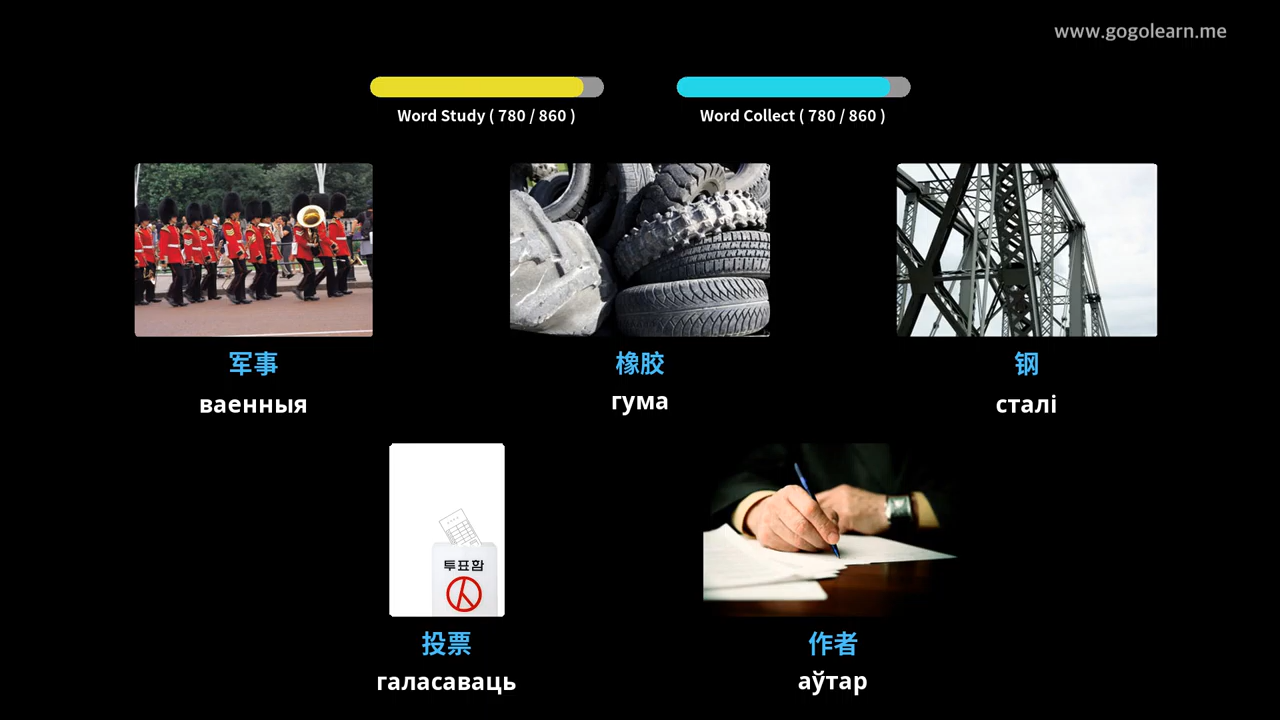 www.gogolearn.me
Word Study ( 780 / 860 )
Word Collect ( 780 / 860 )
军事
橡胶
钢
ваенныя
гума
сталі
투표함
投票
作者
галасаваць
аўтар